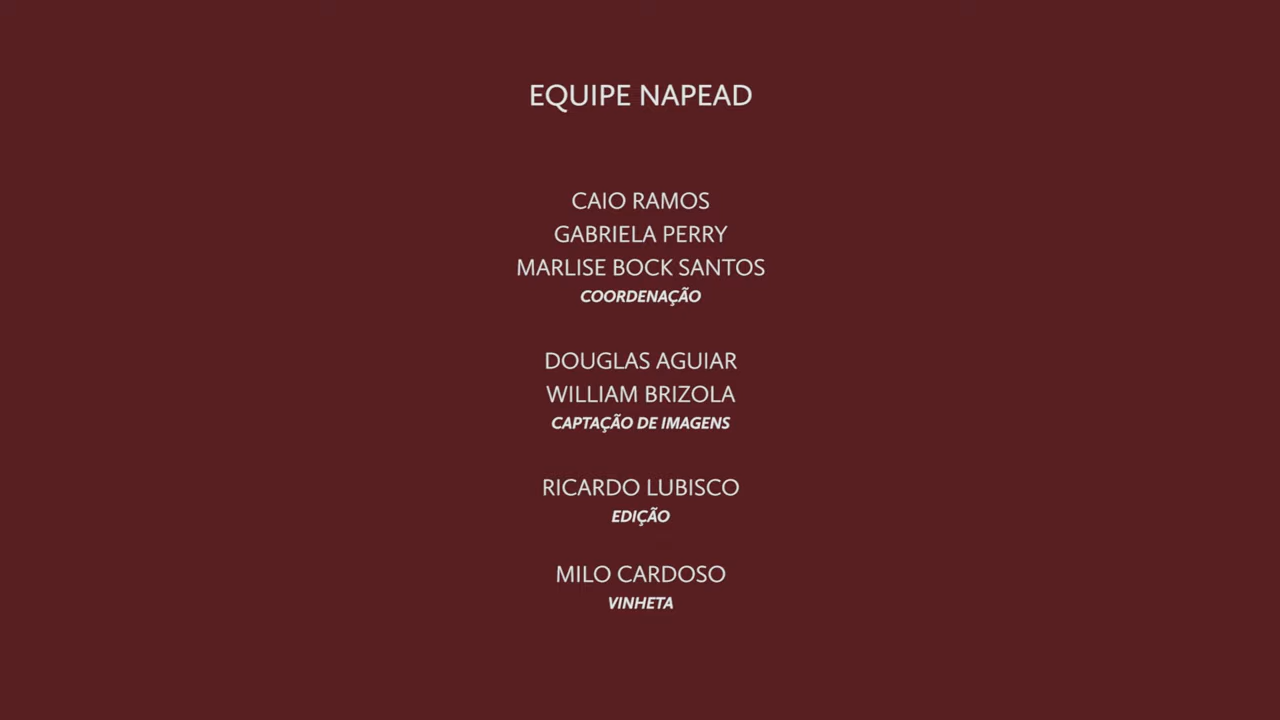 EQUIPE NAPEAD
CAIO RAMOS
GABRIELA PERRY
MARLISE BOCK SANTOS
COORDENAÇÃO
DOUGLAS AGUIAR
WILLIAM BRIZOLA
CAPTAÇÃO DE IMAGENS
RICARDO LUBISCO
EDIÇÃO
MILO CARDOSO
VINHETA